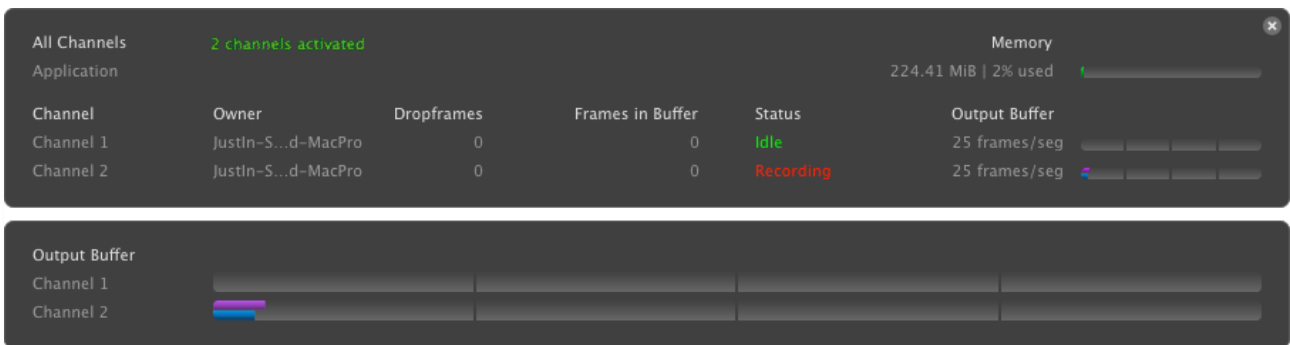 All Channels 2 channels activated Memory
Application 224.41 MiB | 2% used
Channel Owner Dropframes Frames in Buffer Status Output Buffer
Channel 1 JustIn-S...d-MacPro 0 0 Idle 25 frames/seg
Channel 2 JustIn-S...d-MacPro 0 0 Recording 25 frames/seg
Output Buffer
Channel 1
Channel 2